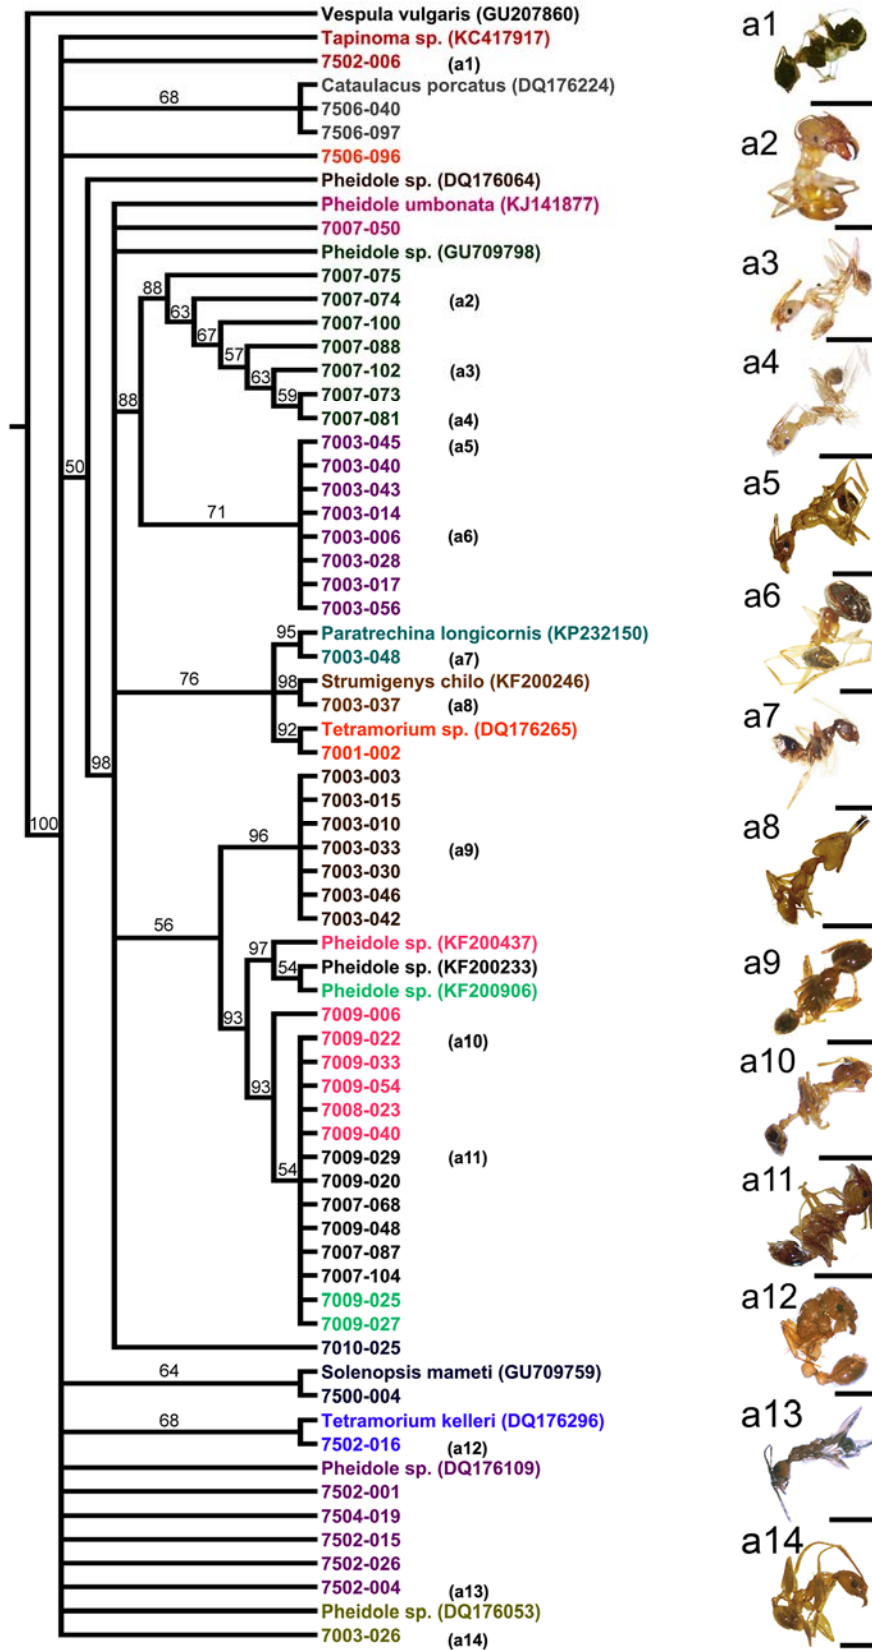 Vespula vulgaris (GU207860)
Tapinoma sp. (KC417917)
7502-006 (a1)
68
Cataulacus porcatus (DQ176224)
7506-040
7506-097
7506-096
Pheidole sp. (DQ176064)
Pheidole umbonata (KJ141877)
7007-050
Pheidole sp. (GU709798)
88
7007-075
63
7007-074 (a2)
67
7007-100
57
7007-088
63
7007-102 (a3)
59
7007-073
7007-081 (a4)
88
7003-045 (a5)
50
7003-040
7003-043
71
7003-014
7003-006 (a6)
7003-028
7003-017
7003-056
95
Paratrechina longicornis (KP232150)
7003-048 (a7)
76
98
Strumigenys chilo (KF200246)
7003-037 (a8)
92
Tetramorium sp. (DQ176265)
7001-002
98
7003-003
7003-015
100
7003-010
96
7003-033 (a9)
7003-030
7003-046
7003-042
56
97
Pheidole sp. (KF200437)
54
Pheidole sp. (KF200233)
Pheidole sp. (KF200906)
93
7009-006
7009-022 (a10)
7009-033
93
7009-054
7008-023
7009-040
7009-029 (a11)
54
7009-020
7007-068
7009-048
7007-087
7007-104
7009-025
7009-027
7010-025
64
Solenopsis mameti (GU709759)
7500-004
68
Tetramorium kelleri (DQ176296)
7502-016 (a12)
Pheidole sp. (DQ176109)
7502-001
7504-019
7502-015
7502-026
7502-004 (a13)
Pheidole sp. (DQ176053)
7003-026 (a14)
a1
a2
a3
a4
a5
a6
a7
a8
a9
a10
a11
a12
a13
a14